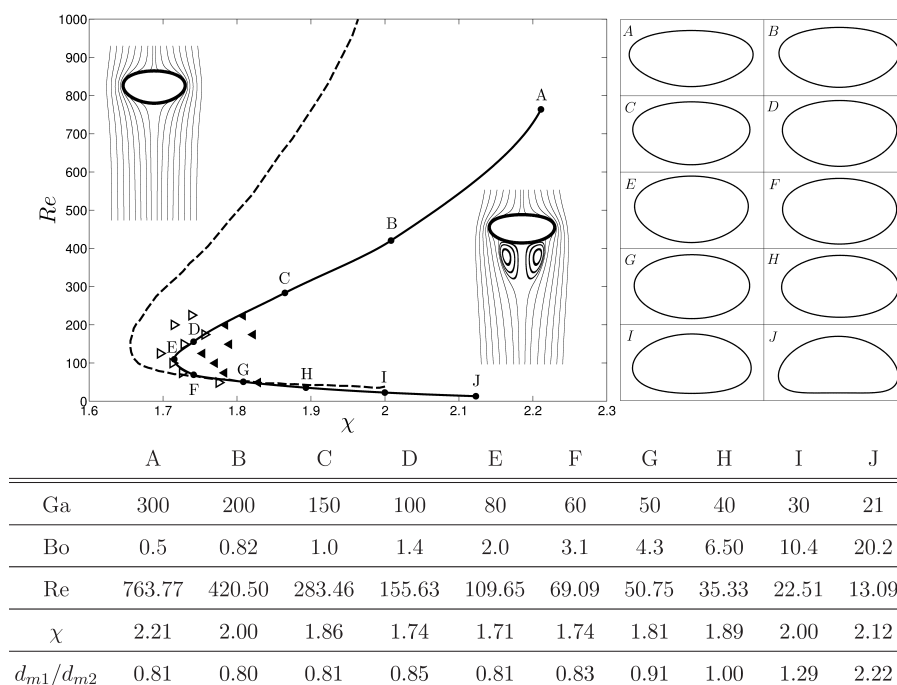 1000
900
800
700
600
500
400
300
200
100
0
Re
1.6 1.7 1.8 1.9 2 2.1 2.2 2.3
χ
A
B
C
D
E
F
G
H
I
J
A B
C D
E F
G H
I J
A B C D E F G H I J
Ga 300 200 150 100 80 60 50 40 30 21
Bo 0.5 0.82 1.0 1.4 2.0 3.1 4.3 6.50 10.4 20.2
Re 763.77 420.50 283.46 155.63 109.65 69.09 50.75 35.33 22.51 13.09
χ 2.21 2.00 1.86 1.74 1.71 1.74 1.81 1.89 2.00 2.12
d_{m1}/d_{m2} 0.81 0.80 0.81 0.85 0.81 0.83 0.91 1.00 1.29 2.22